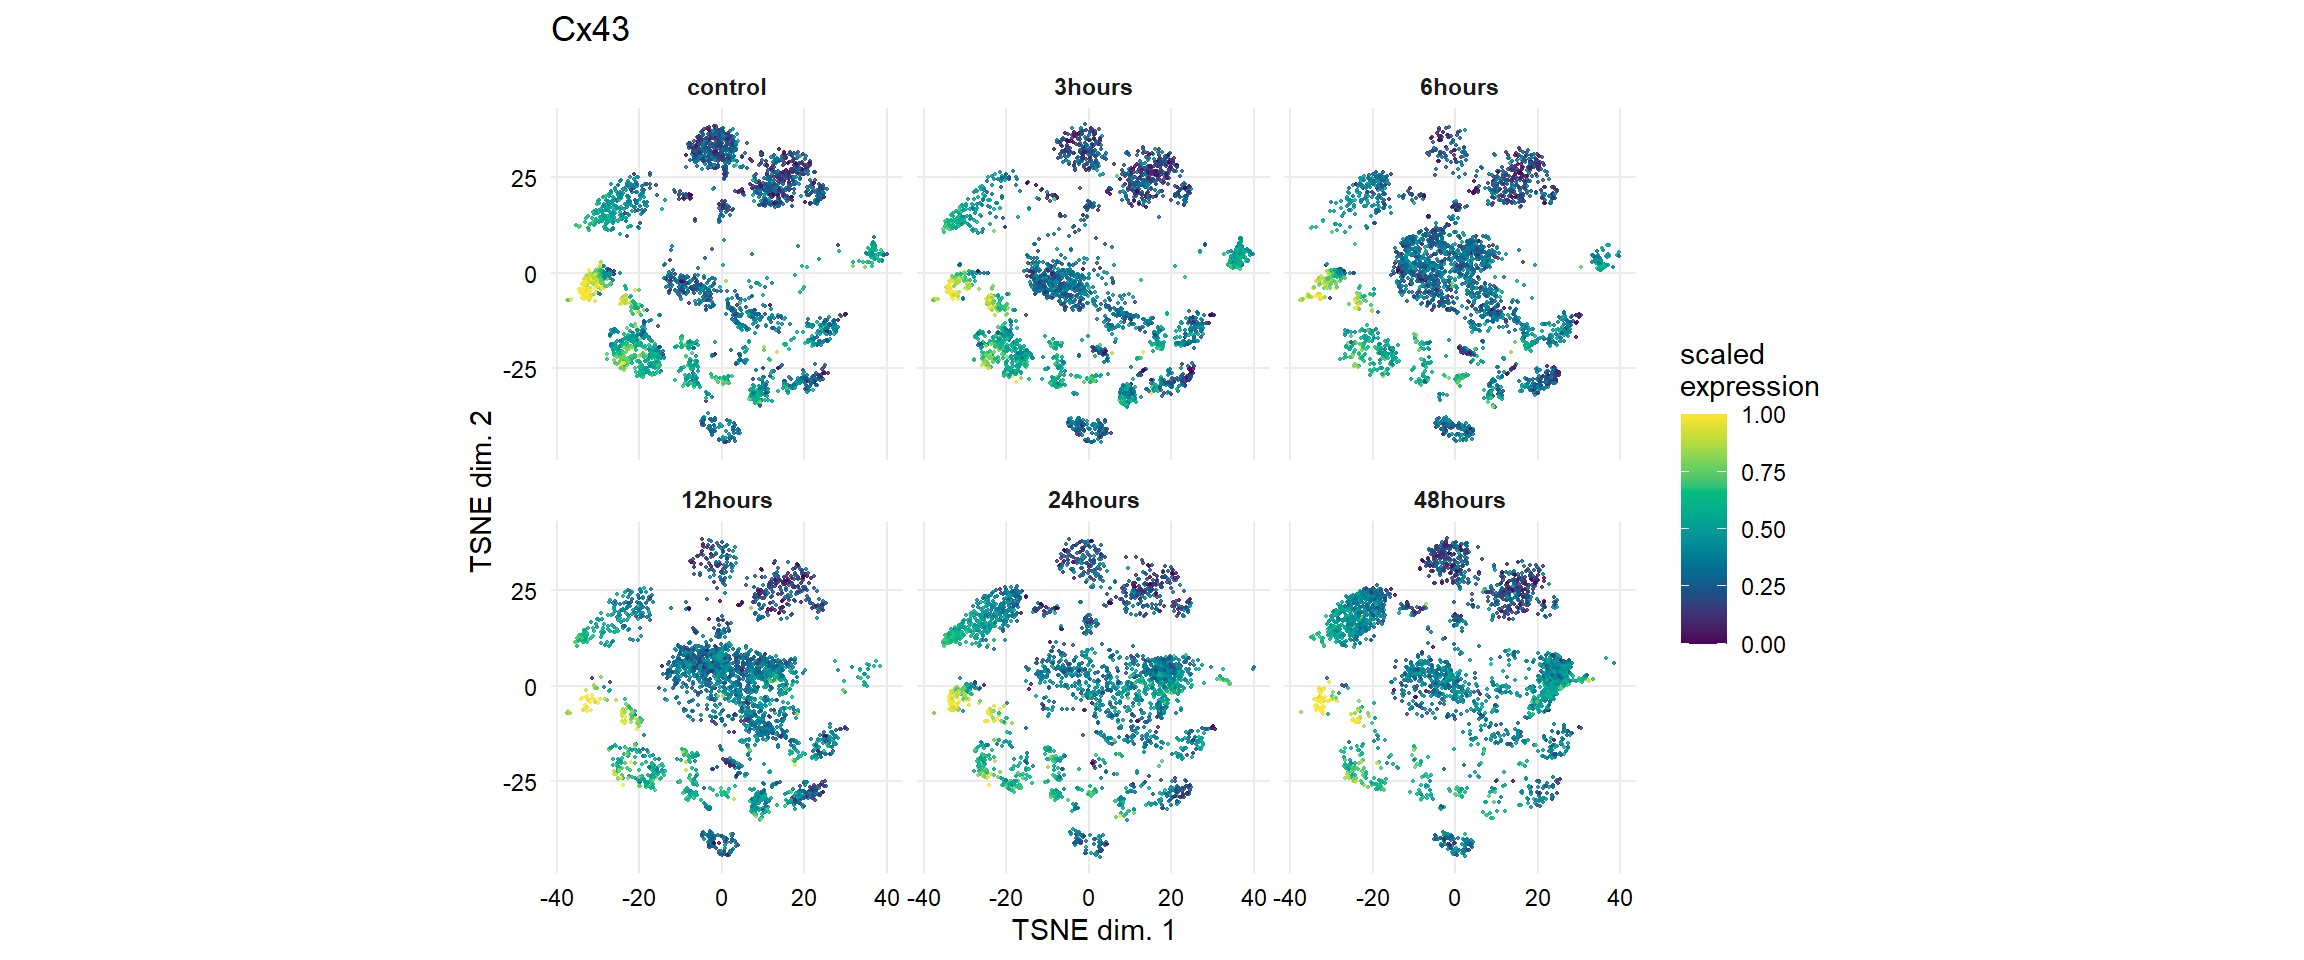 Cx43
control 3hours 6hours
25
0
-25
12hours 24hours 48hours
25
0
-25
-40 -20 0 20 40 -40 -20 0 20 40 -40 -20 0 20 40
TSNE dim. 1
TSNE dim. 2
scaled
expression
1.00
0.75
0.50
0.25
0.00